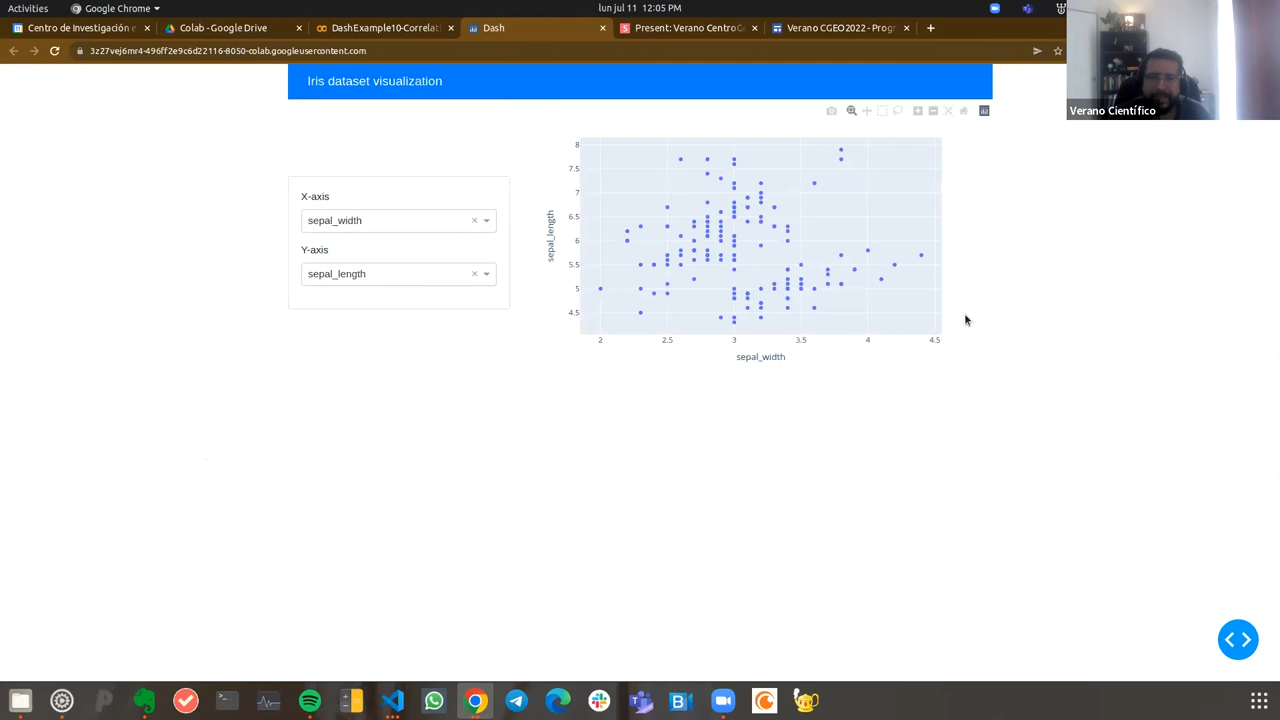 Activities
Google Chrome
lun jul 11 12:05 PM
Centro de Investigación e
Colab - Google Drive
DashExample10-Correlati
Dash
Present: Verano CentroG
Verano CGEO2022 - Progr
3z27vej6mr4-496ff2e9c6d22116-8050-colab.googleusercontent.com
Verano Científico
Iris dataset visualization
X-axis
sepal_width
Y-axis
sepal_length
8
7.5
7
6.5
6
5.5
5
4.5
sepal_length
2 2.5 3 3.5 4 4.5
sepal_width